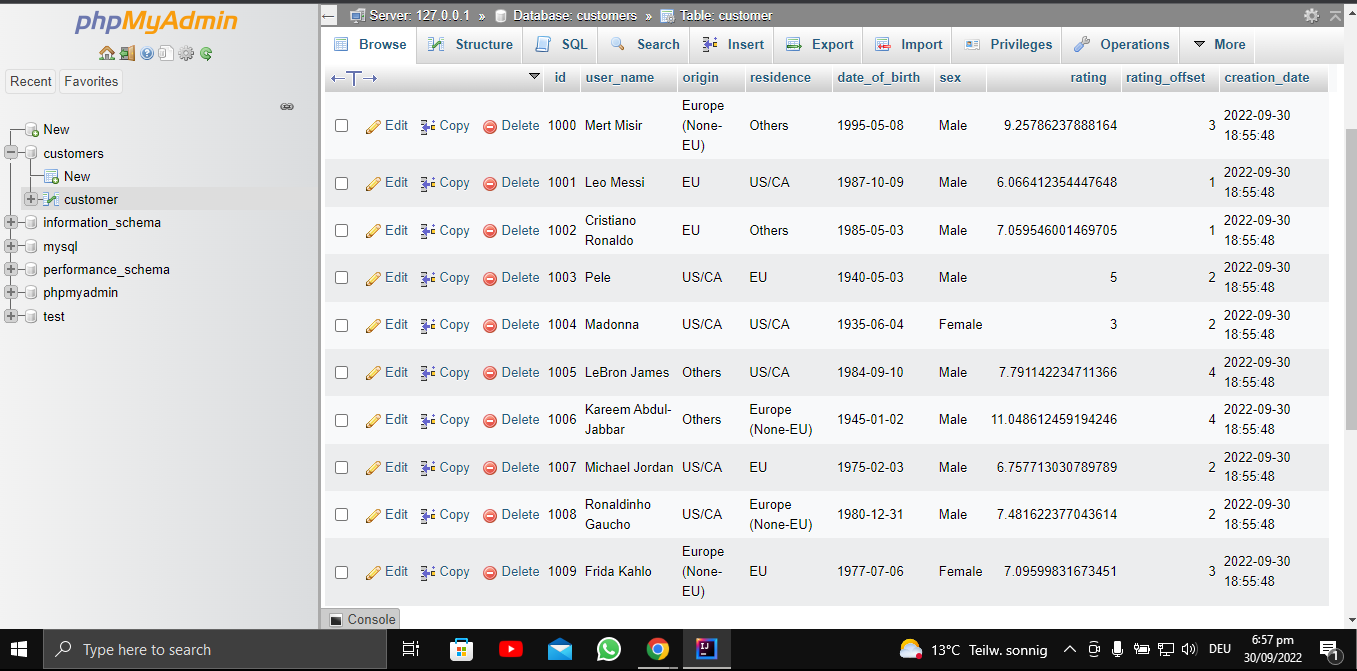 phpMyAdmin
Recent Favorites
New
customers
New
customer
information_schema
mysql
performance_schema
phpmyadmin
test
Server: 127.0.0.1 » Database: customers » Table: customer
Browse Structure SQL Search Insert Export Import Privileges Operations More
←T→ id user_name origin residence date_of_birth sex rating rating_offset creation_date
Edit Copy Delete 1000 Mert Misir Europe (None-EU) Others 1995-05-08 Male 9.25786237888164 3 2022-09-30 18:55:48
Edit Copy Delete 1001 Leo Messi EU US/CA 1987-10-09 Male 6.066412354447648 1 2022-09-30 18:55:48
Edit Copy Delete 1002 Cristiano Ronaldo EU Others 1985-05-03 Male 7.059546001469705 1 2022-09-30 18:55:48
Edit Copy Delete 1003 Pele US/CA EU 1940-05-03 Male 5 2 2022-09-30 18:55:48
Edit Copy Delete 1004 Madonna US/CA US/CA 1935-06-04 Female 3 2 2022-09-30 18:55:48
Edit Copy Delete 1005 LeBron James Others US/CA 1984-09-10 Male 7.791142234711366 4 2022-09-30 18:55:48
Edit Copy Delete 1006 Kareem Abdul-Jabbar Others Europe (None-EU) 1945-01-02 Male 11.048612459194246 4 2022-09-30 18:55:48
Edit Copy Delete 1007 Michael Jordan US/CA EU 1975-02-03 Male 6.757713030789789 2 2022-09-30 18:55:48
Edit Copy Delete 1008 Ronaldinho Gaucho US/CA Europe (None-EU) 1980-12-31 Male 7.481622377043614 2 2022-09-30 18:55:48
Edit Copy Delete 1009 Frida Kahlo Europe (None-EU) EU 1977-07-06 Female 7.09599831673451 3 2022-09-30 18:55:48
Console
Type here to search
IJ
13°C Teilw. sonnig
DEU
6:57 pm
30/09/2022
1